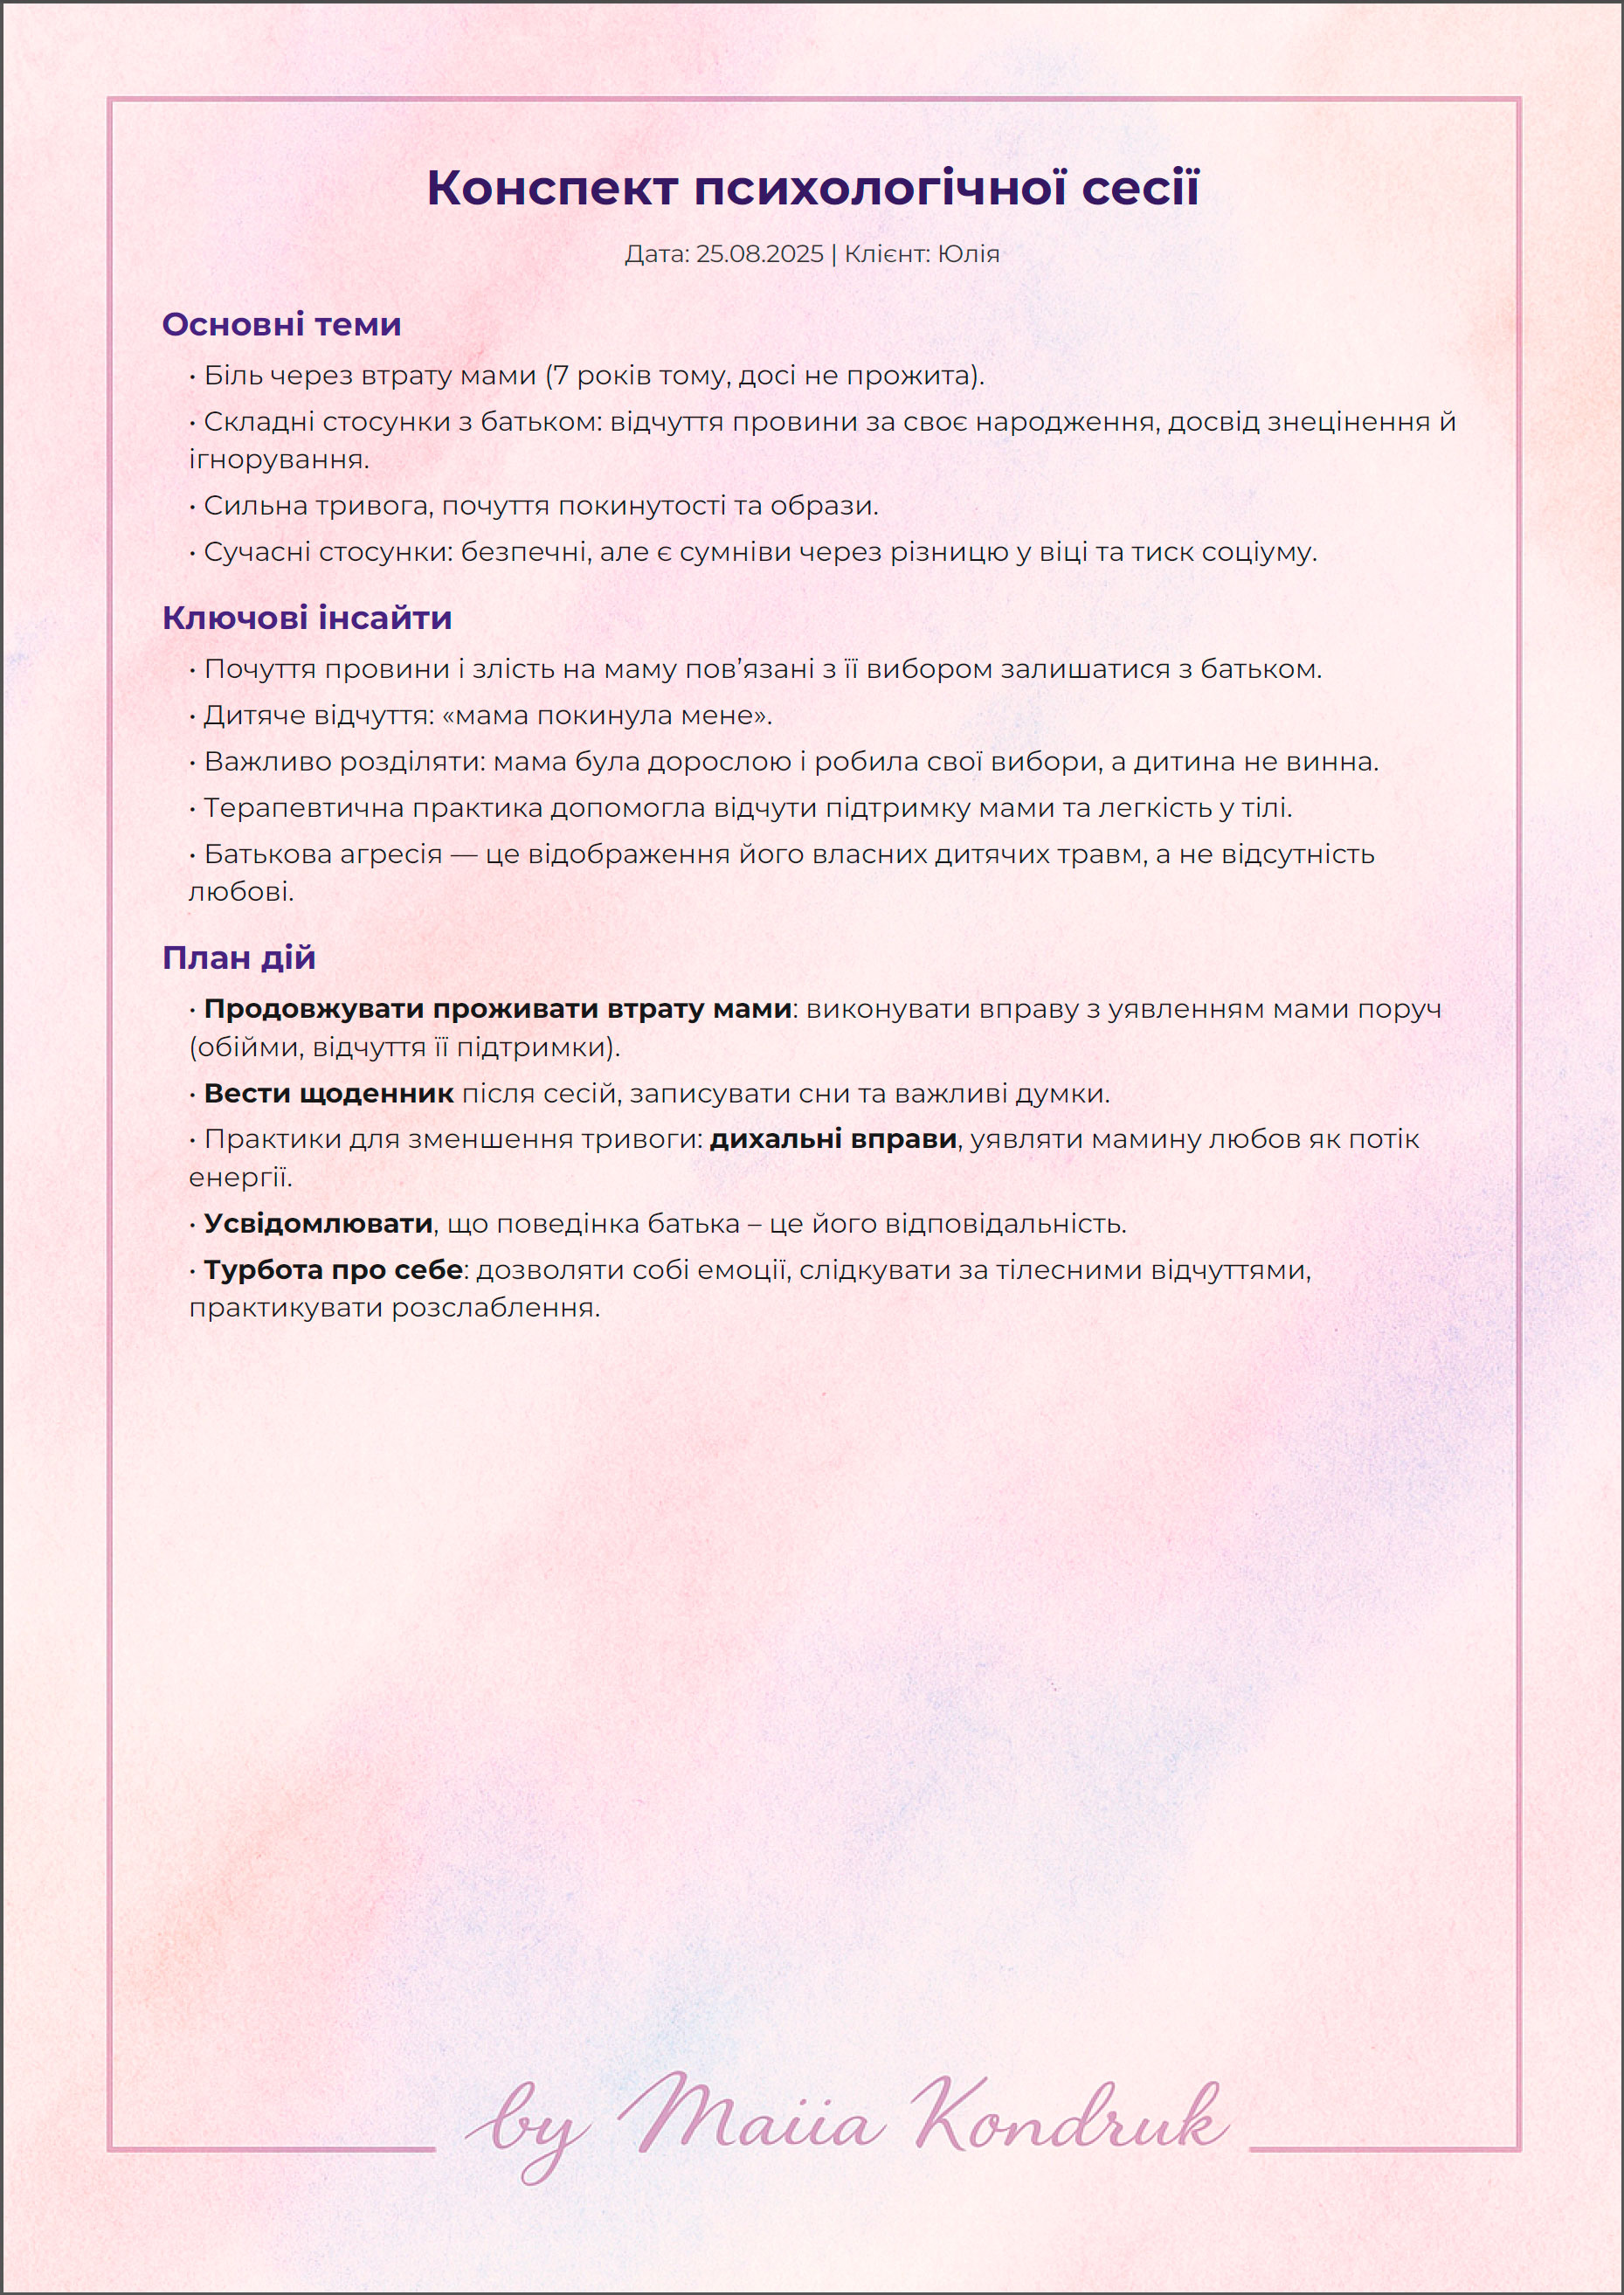 Конспект психологічної сесії
Дата: 25.08.2025 | Клієнт: Юлія
Основні теми
• Біль через втрату мами (7 років тому, досі не прожита).
• Складні стосунки з батьком: відчуття провини за своє народження, досвід знецінення й
ігнорування.
• Сильна тривога, почуття покинутості та образи.
• Сучасні стосунки: безпечні, але є сумніви через різницю у віці та тиск соціуму.
Ключові інсайти
• Почуття провини і злість на маму пов’язані з її вибором залишатися з батьком.
• Дитяче відчуття: «мама покинула мене».
• Важливо розділяти: мама була дорослою і робила свої вибори, а дитина не винна.
• Терапевтична практика допомогла відчути підтримку мами та легкість у тілі.
• Батькова агресія — це відображення його власних дитячих травм, а не відсутність
любові.
План дій
• Продовжувати проживати втрату мами: виконувати вправу з уявленням мами поруч
(обійми, відчуття її підтримки).
• Вести щоденник після сесій, записувати сни та важливі думки.
• Практики для зменшення тривоги: дихальні вправи, уявляти мамину любов як потік
енергії.
• Усвідомлювати, що поведінка батька – це його відповідальність.
• Турбота про себе: дозволяти собі емоції, слідкувати за тілесними відчуттями,
практикувати розслаблення.
by Maiia Kondruk